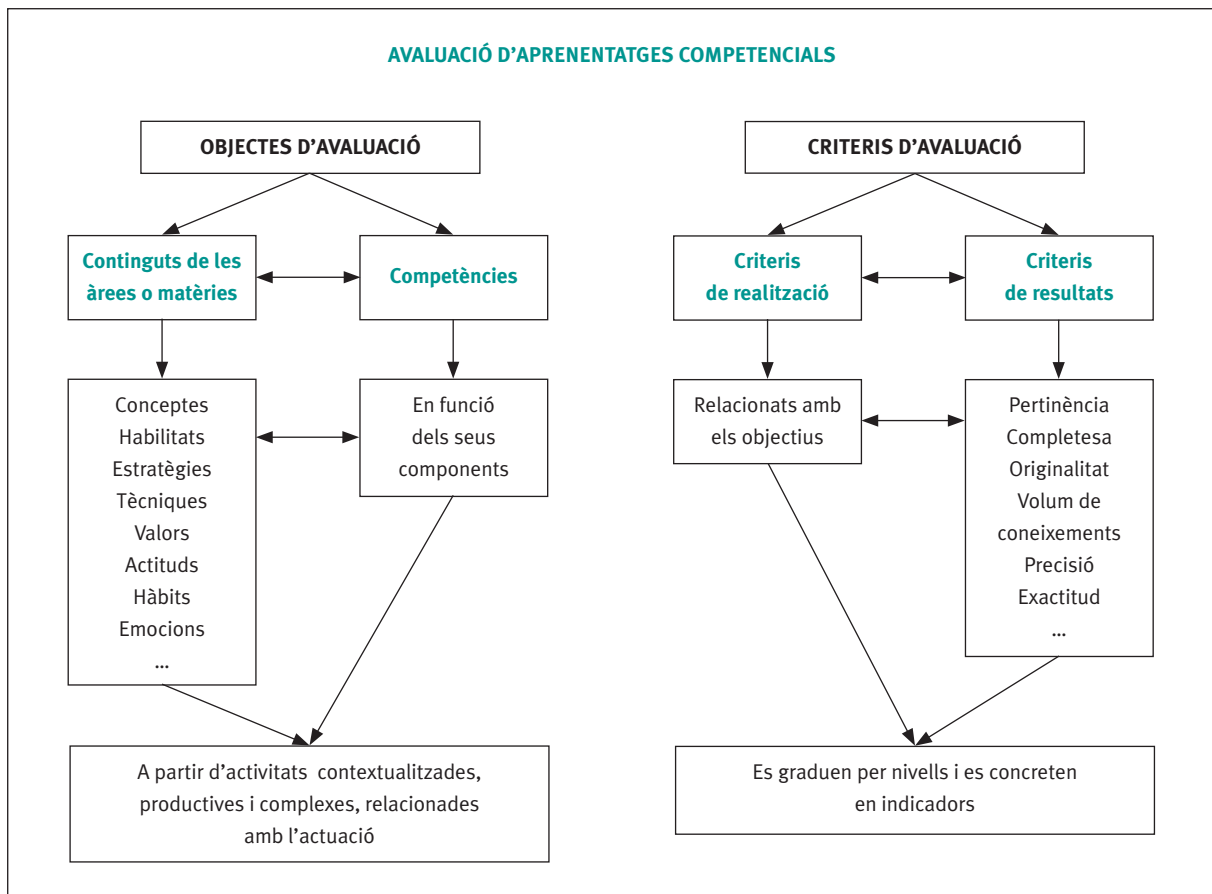 AVALUACIÓ D'APRENENTATGES COMPETENCIALS
OBJECTES D'AVALUACIÓ
Continguts de les
àrees o matèries
Competències
Conceptes
Habilitats
Estratègies
Tècniques
Valors
Actituds
Hàbits
Emocions
...
En funció
dels seus
components
A partir d'activitats contextualitzades,
productives i complexes, relacionades
amb l'actuació
CRITERIS D'AVALUACIÓ
Criteris
de realització
Criteris
de resultats
Relacionats amb
els objectius
Pertinència
Completesa
Originalitat
Volum de
coneixements
Precisió
Exactitud
...
Es graduen per nivells i es concreten
en indicadors